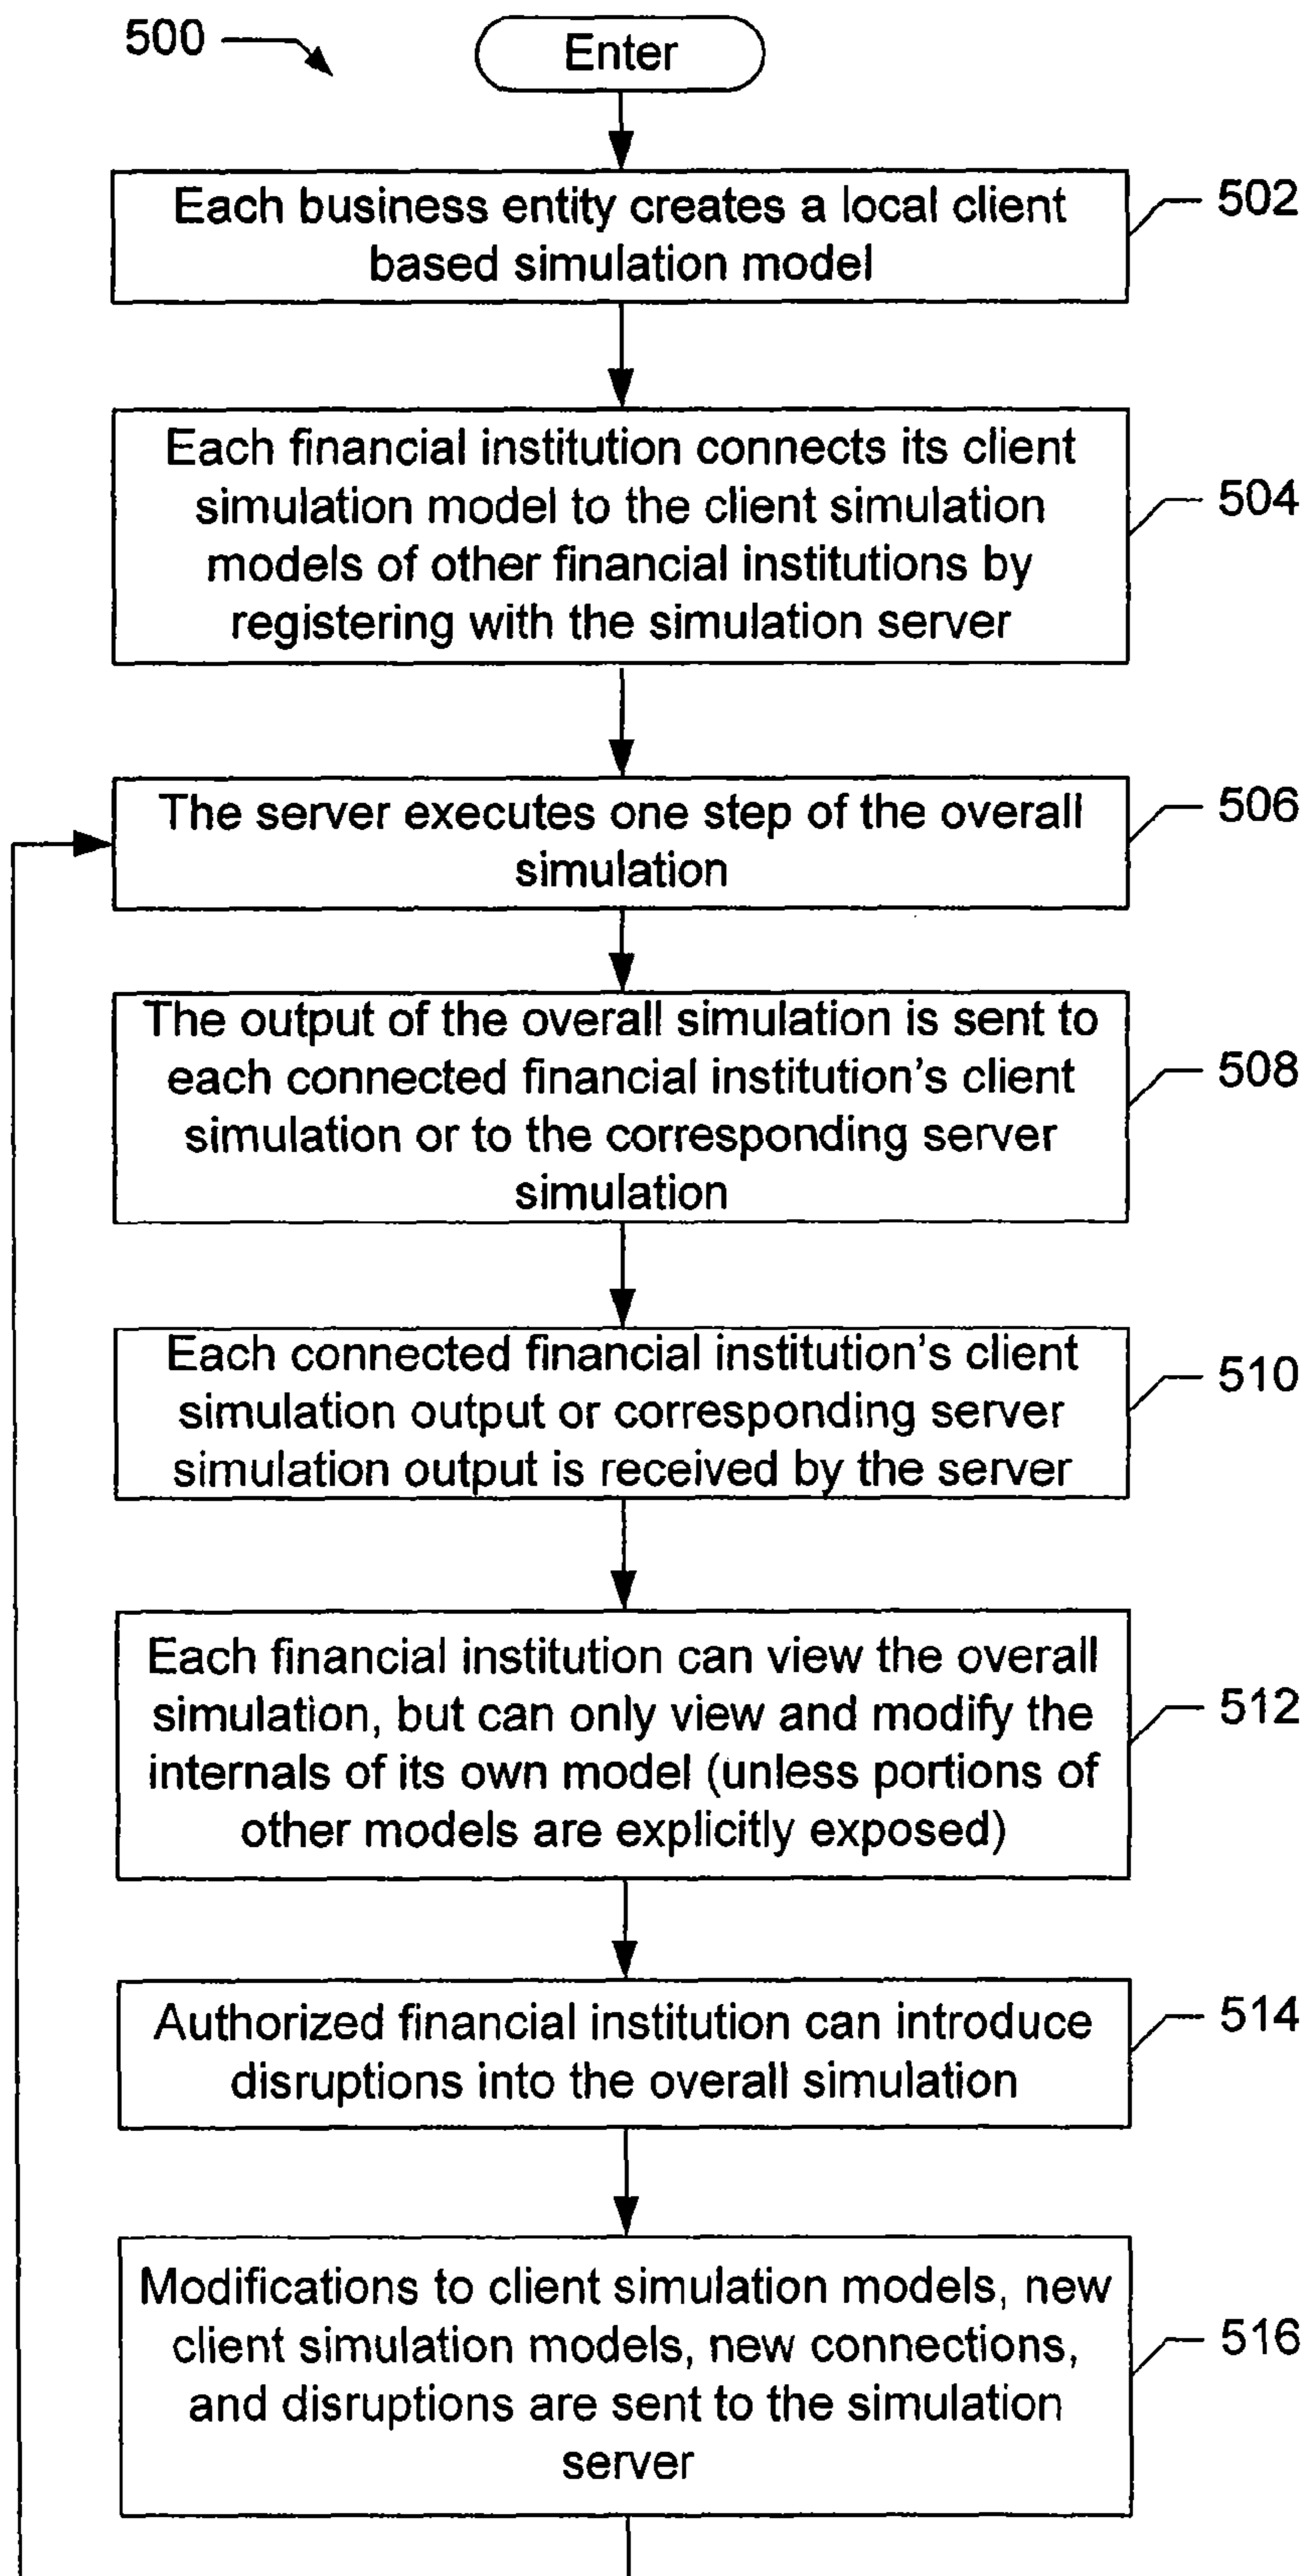 500
Enter
Each business entity creates a local client
based simulation model
502
Each financial institution connects its client
simulation model to the client simulation
models of other financial institutions by
registering with the simulation server
504
The server executes one step of the overall
simulation
506
The output of the overall simulation is sent to
each connected financial institution's client
simulation or to the corresponding server
simulation
508
Each connected financial institution's client
simulation output or corresponding server
simulation output is received by the server
510
Each financial institution can view the overall
simulation, but can only view and modify the
internals of its own model (unless portions of
other models are explicitly exposed)
512
Authorized financial institution can introduce
disruptions into the overall simulation
514
Modifications to client simulation models, new
client simulation models, new connections,
and disruptions are sent to the simulation
server
516